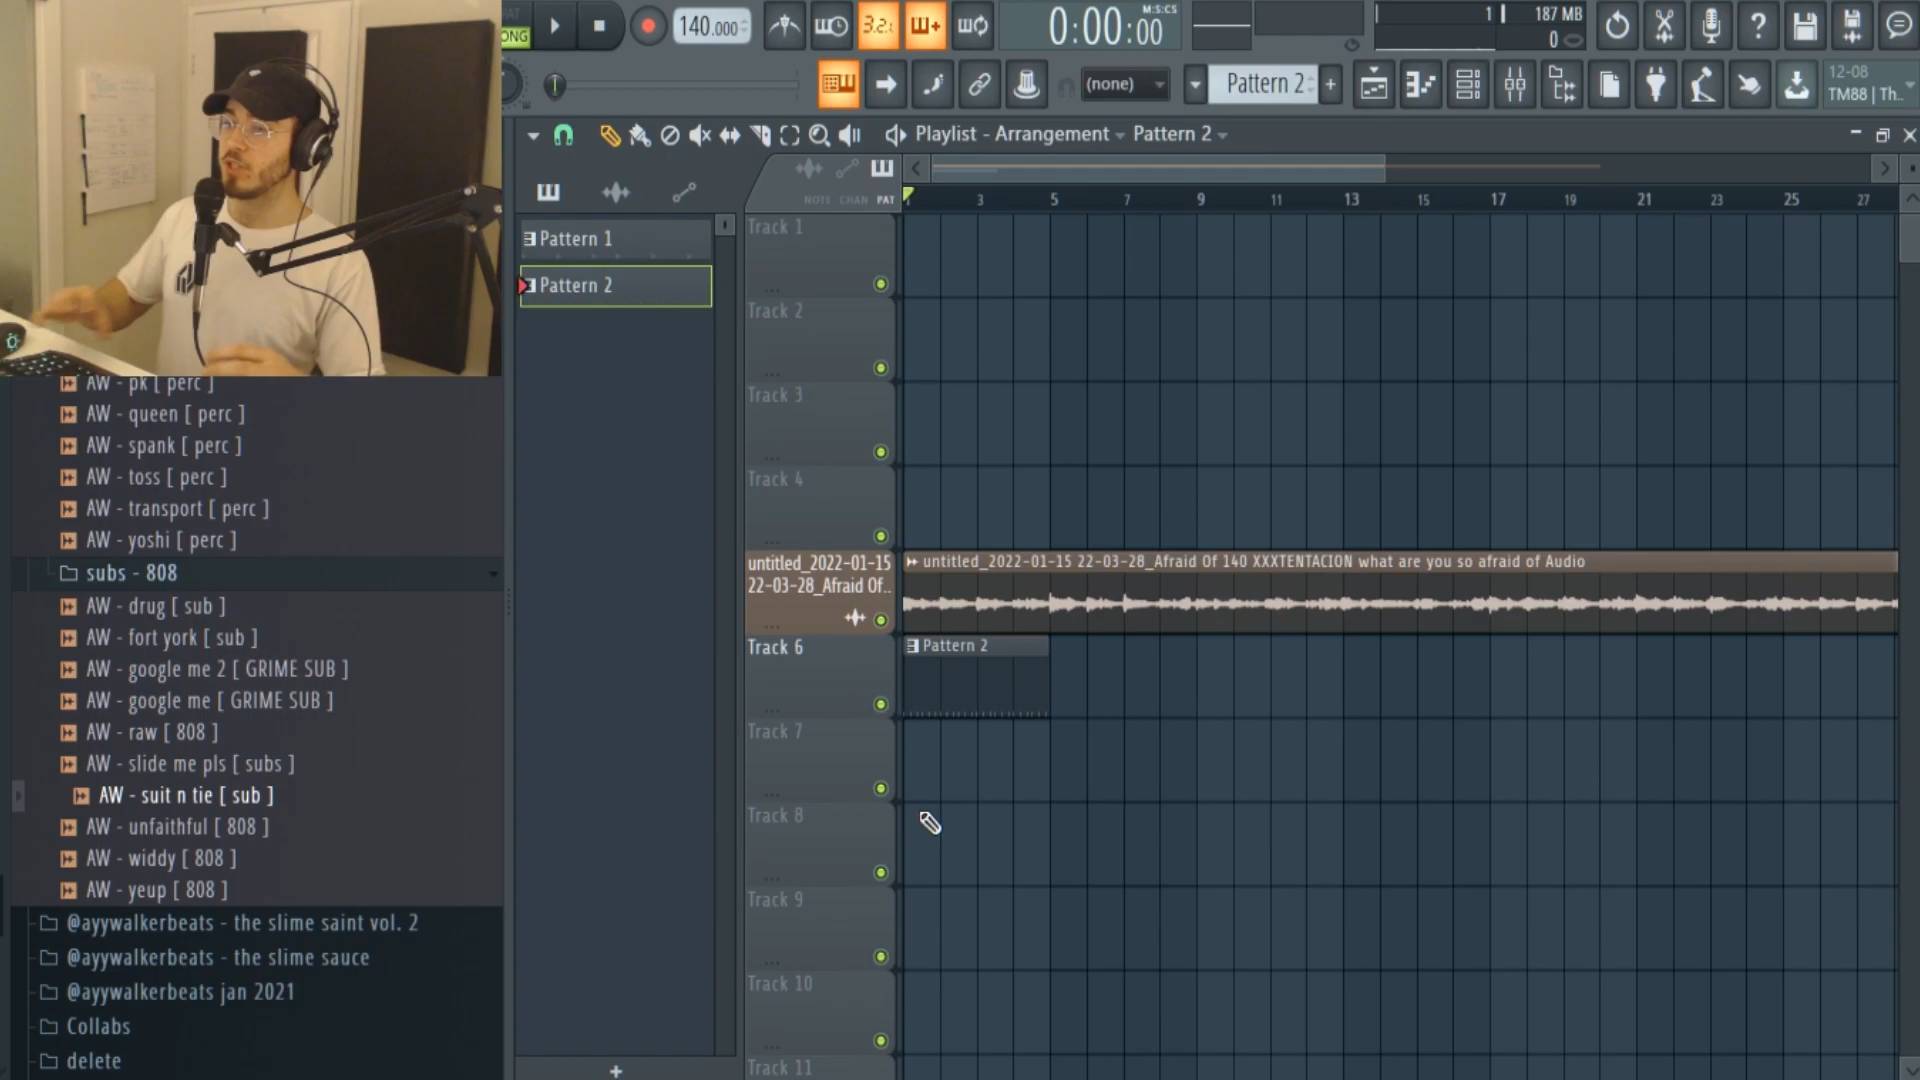 PAT
ONG
140.000
3.2.
0:00:00
M:S:CS
1
187 MB
0
(none)
Pattern 2
+
12-08
TM88 | Th..
Playlist - Arrangement
Pattern 2
NOTE CHAN PAT
3 5 7 9 11 13 15 17 19 21 23 25 27
Pattern 1
Pattern 2
Track 1
Track 2
Track 3
Track 4
untitled_2022-01-15
22-03-28_Afraid Of..
untitled_2022-01-15 22-03-28_Afraid Of 140 XXXTENTACION what are you so afraid of Audio
Track 6
Pattern 2
Track 7
Track 8
Track 9
Track 10
Track 11
AW - pk [ perc ]
AW - queen [ perc ]
AW - spank [ perc ]
AW - toss [ perc ]
AW - transport [ perc ]
AW - yoshi [ perc ]
subs - 808
AW - drug [ sub ]
AW - fort york [ sub ]
AW - google me 2 [ GRIME SUB ]
AW - google me [ GRIME SUB ]
AW - raw [ 808 ]
AW - slide me pls [ subs ]
AW - suit n tie [ sub ]
AW - unfaithful [ 808 ]
AW - widdy [ 808 ]
AW - yeup [ 808 ]
@ayywalkerbeats - the slime saint vol. 2
@ayywalkerbeats - the slime sauce
@ayywalkerbeats jan 2021
Collabs
delete